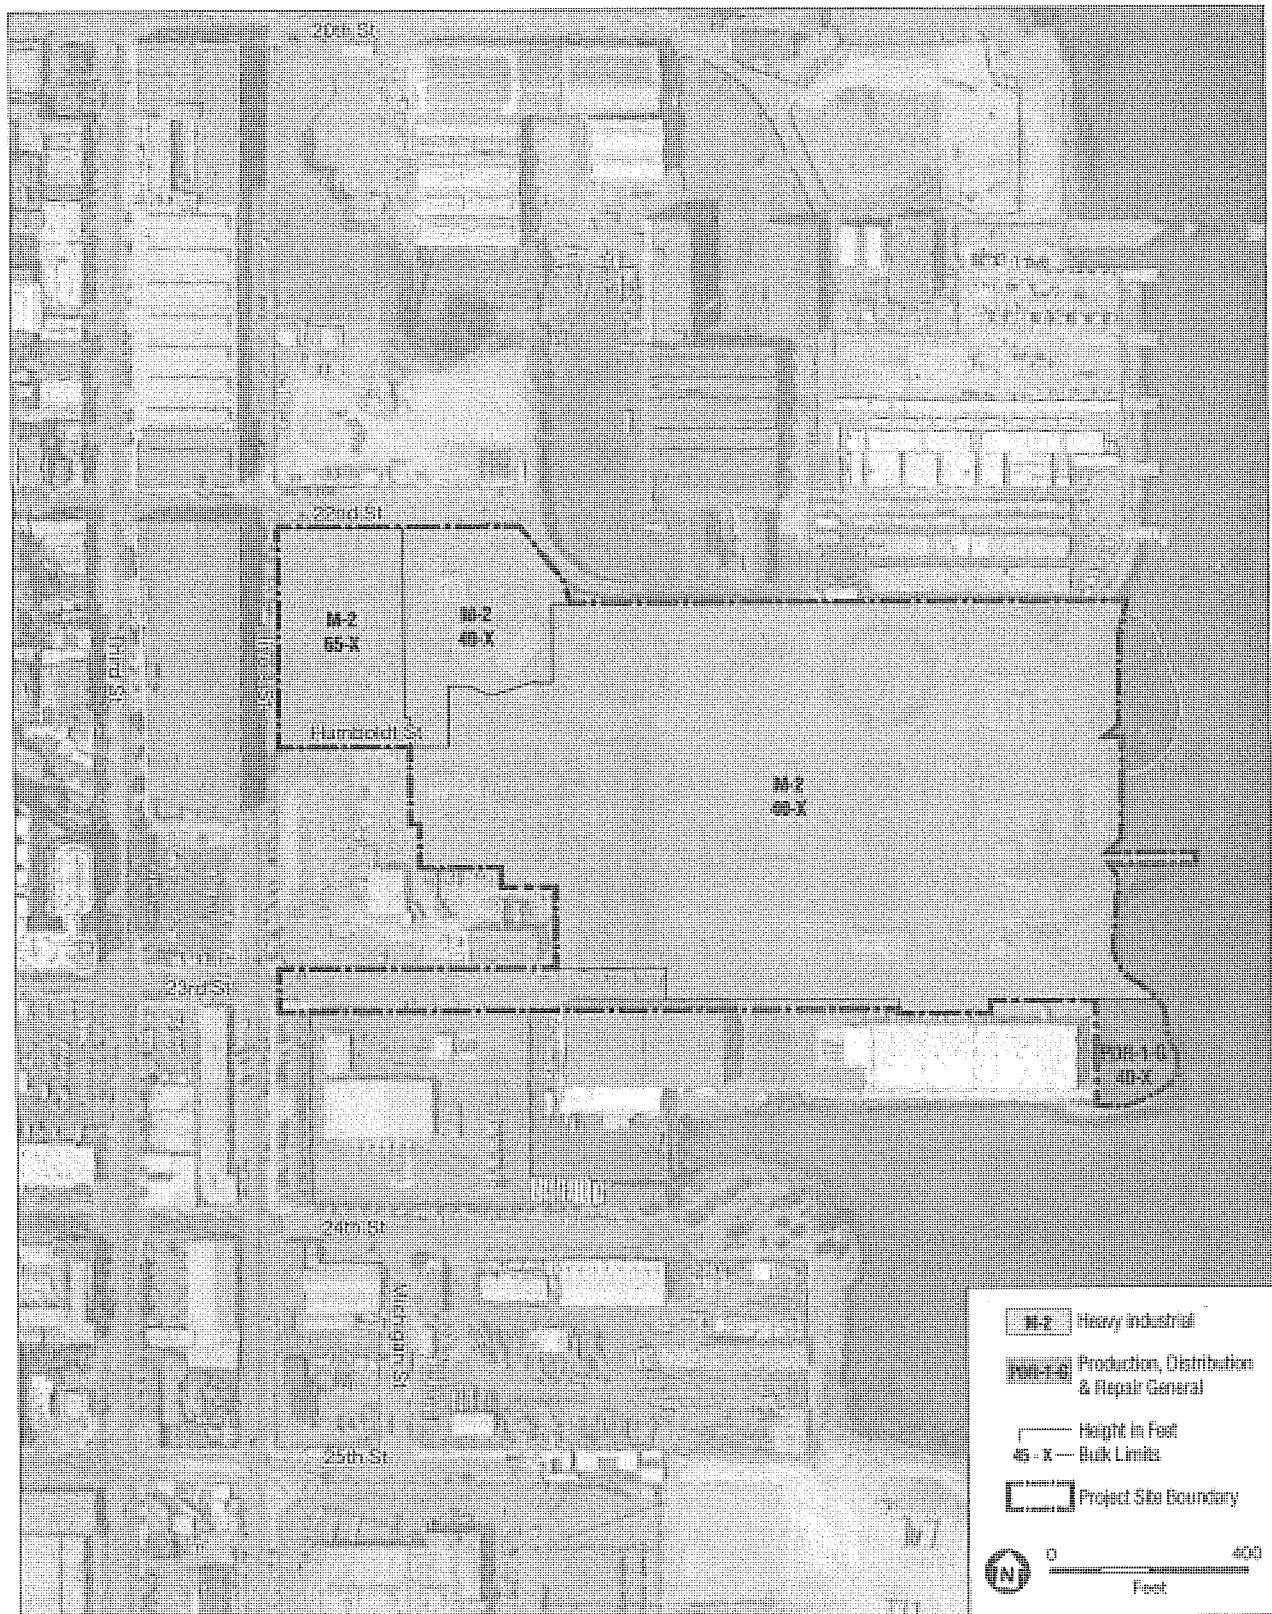 20th St
22nd St
M-2
65-X
M-2
40-X
Third St
Illinois St
Humboldt St
M-2
40-X
23rd St
PDR-1-G
40-X
24th St
Michigan St
25th St
M-2 Heavy Industrial
PDR-1-G Production, Distribution
& Repair General
Height in Feet
45 - X Bulk Limits
Project Site Boundary
N
0 400
Feet